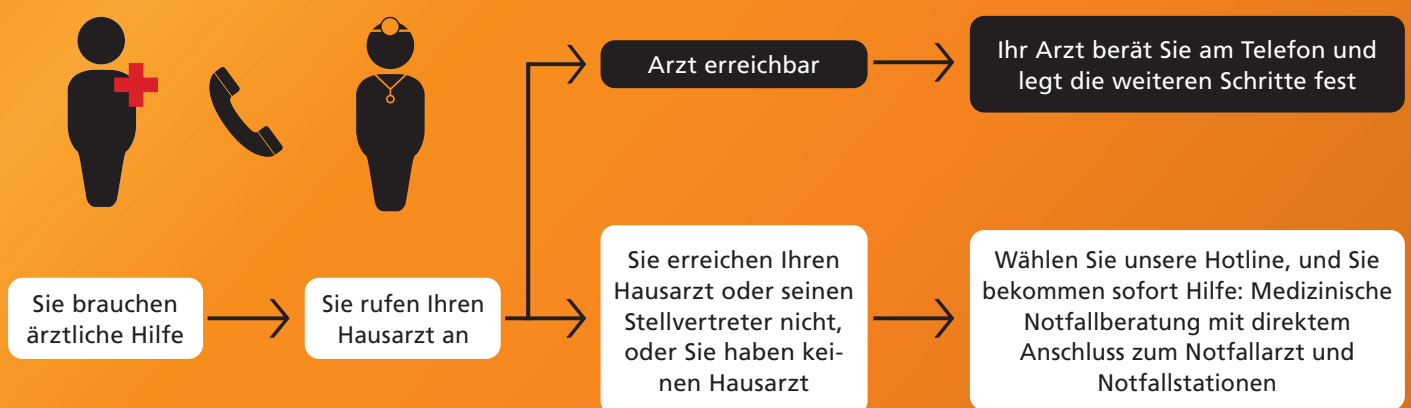 Arzt erreichbar
Ihr Arzt berät Sie am Telefon und
legt die weiteren Schritte fest
Sie brauchen
ärztliche Hilfe
Sie rufen Ihren
Hausarzt an
Sie erreichen Ihren
Hausarzt oder seinen
Stellvertreter nicht,
oder Sie haben kei-
nen Hausarzt
Wählen Sie unsere Hotline, und Sie
bekommen sofort Hilfe: Medizinische
Notfallberatung mit direktem
Anschluss zum Notfallarzt und
Notfallstationen